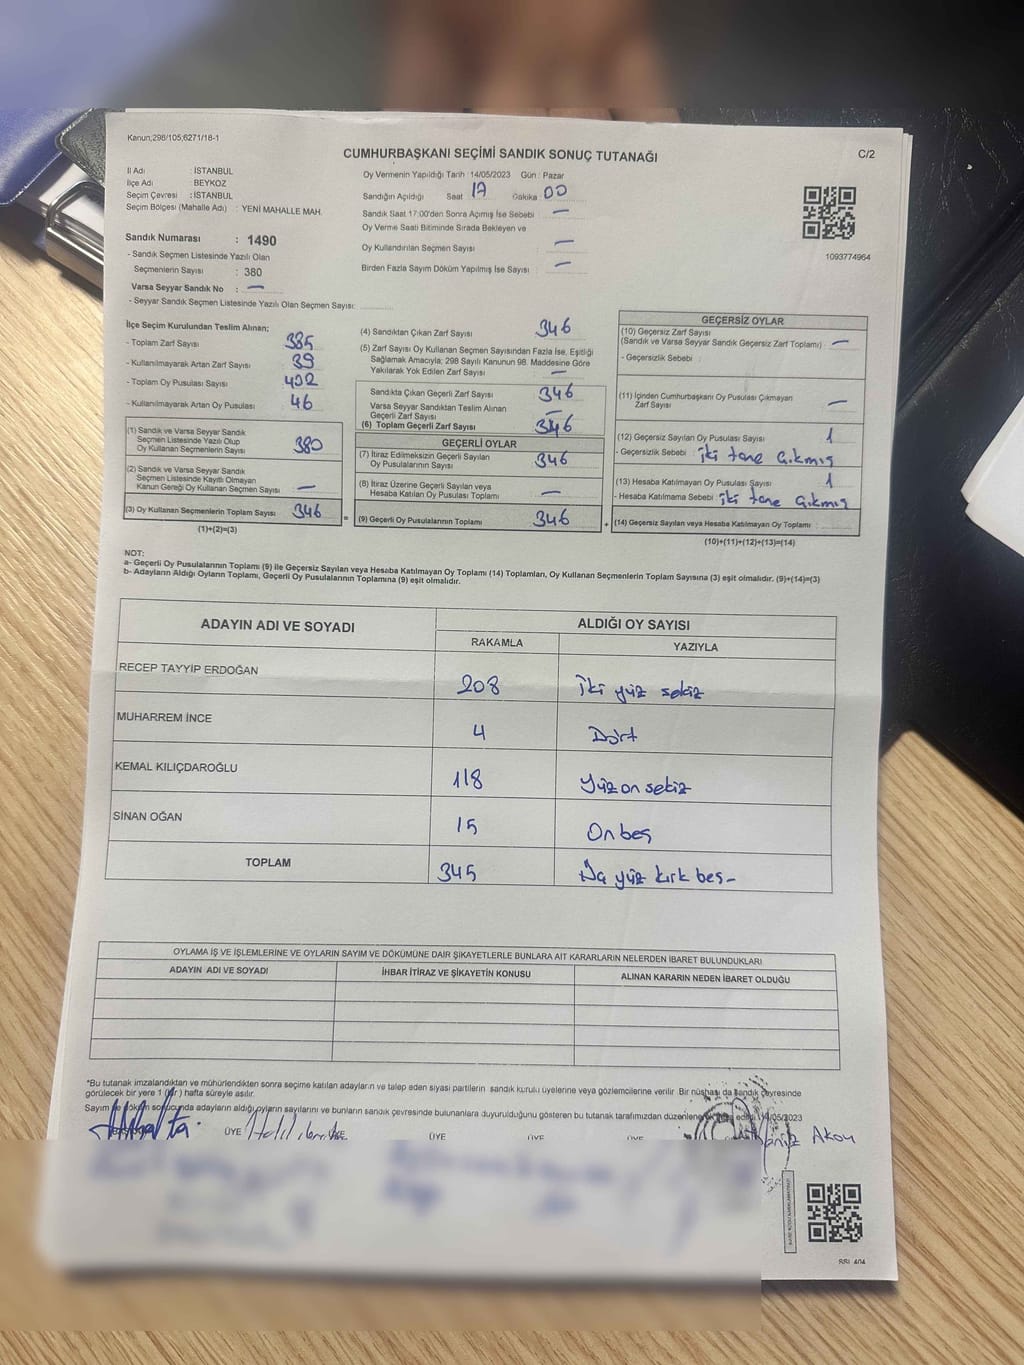 Kanun;298/105;6271/18-1
C/2
CUMHURBAŞKANI SEÇİMİ SANDIK SONUÇ TUTANAĞI
İl Adı : İSTANBUL
İlçe Adı : BEYKOZ
Seçim Çevresi : İSTANBUL
Seçim Bölgesi (Mahalle Adı) : YENİ MAHALLE MAH.
Sandık Numarası : 1490
- Sandık Seçmen Listesinde Yazılı Olan
Seçmenlerin Sayısı : 380
Varsa Seyyar Sandık No : —
- Seyyar Sandık Seçmen Listesinde Yazılı Olan Seçmen Sayısı:
Oy Vermenin Yapıldığı Tarih :14/05/2023 Gün : Pazar
Sandığın Açıldığı Saat 17 Dakika 00
Sandık Saat 17:00'den Sonra Açılmış İse Sebebi —
Oy Verme Saati Bitiminde Sırada Bekleyen ve
Oy Kullandırılan Seçmen Sayısı —
Birden Fazla Sayım Döküm Yapılmış İse Sayısı —
1093774964
İlçe Seçim Kurulundan Teslim Alınan;
- Toplam Zarf Sayısı 385
- Kullanılmayarak Artan Zarf Sayısı 39
- Toplam Oy Pusulası Sayısı
- Kullanılmayarak Artan Oy Pusulası 46
(1) Sandık ve Varsa Seyyar Sandık
Seçmen Listesinde Yazılı Olup
Oy Kullanan Seçmenlerin Sayısı 380
(2) Sandık ve Varsa Seyyar Sandık
Seçmen Listesinde Kayıtlı Olmayan
Kanun Gereği Oy Kullanan Seçmen Sayısı —
(3) Oy Kullanan Seçmenlerin Toplam Sayısı 346
(1)+(2)=(3)
(4) Sandıktan Çıkan Zarf Sayısı 346
(5) Zarf Sayısı Oy Kullanan Seçmen Sayısından Fazla İse, Eşitliği
Sağlamak Amacıyla; 298 Sayılı Kanunun 98. Maddesine Göre
Yakılarak Yok Edilen Zarf Sayısı —
Sandıkta Çıkan Geçerli Zarf Sayısı 346
Varsa Seyyar Sandıktan Teslim Alınan
Geçerli Zarf Sayısı —
(6) Toplam Geçerli Zarf Sayısı 346
GEÇERLİ OYLAR
(7) İtiraz Edilmeksizin Geçerli Sayılan
Oy Pusulalarının Sayısı 346
(8) İtiraz Üzerine Geçerli Sayılan veya
Hesaba Katılan Oy Pusulası Toplamı —
= (9) Geçerli Oy Pusulalarının Toplamı 346
GEÇERSİZ OYLAR
(10) Geçersiz Zarf Sayısı
(Sandık ve Varsa Seyyar Sandık Geçersiz Zarf Toplamı) —
- Geçersizlik Sebebi :
(11) İçinden Cumhurbaşkanı Oy Pusulası Çıkmayan
Zarf Sayısı —
(12) Geçersiz Sayılan Oy Pusulası Sayısı 1
- Geçersizlik Sebebi : iki tane çıkmış
(13) Hesaba Katılmayan Oy Pusulası Sayısı 1
- Hesaba Katılmama Sebebi : iki tane çıkmış
+ (14) Geçersiz Sayılan veya Hesaba Katılmayan Oy Toplamı :
(10)+(11)+(12)+(13)=(14)
NOT:
a- Geçerli Oy Pusulalarının Toplamı (9) ile Geçersiz Sayılan veya Hesaba Katılmayan Oy Toplamı (14) Toplamları, Oy Kullanan Seçmenlerin Toplam Sayısına (3) eşit olmalıdır. (9)+(14)=(3)
b- Adayların Aldığı Oyların Toplamı, Geçerli Oy Pusulalarının Toplamına (9) eşit olmalıdır.
ADAYIN ADI VE SOYADI ALDIĞI OY SAYISI
RAKAMLA YAZIYLA
RECEP TAYYİP ERDOĞAN 208 iki yüz sekiz
MUHARREM İNCE 4 Dört
KEMAL KILIÇDAROĞLU 118 Yüz on sekiz
SİNAN OĞAN 15 On beş
TOPLAM 345 Üç yüz kırk beş-
OYLAMA İŞ VE İŞLEMLERİNE VE OYLARIN SAYIM VE DÖKÜMÜNE DAİR ŞİKAYETLERLE BUNLARA AİT KARARLARIN NELERDEN İBARET BULUNDUKLARI
ADAYIN ADI VE SOYADI İHBAR İTİRAZ VE ŞİKAYETİN KONUSU ALINAN KARARIN NEDEN İBARET OLDUĞU
*Bu tutanak imzalandıktan ve mühürlendikten sonra seçime katılan adayların ve talep eden siyasi partilerin sandık kurulu üyelerine veya gözlemcilerine verilir Bir nüshası da sandık çevresinde
görülecek bir yere 1 (bir) hafta süreyle asılır.
Sayım ve döküm sonucunda adayların aldığı oyların sayılarını ve bunların sandık çevresinde bulunanlara duyurulduğunu gösteren bu tutanak tarafımızdan düzenlenerek 14/05/2023
ÜYE ÜYE ÜYE ÜYE Akou